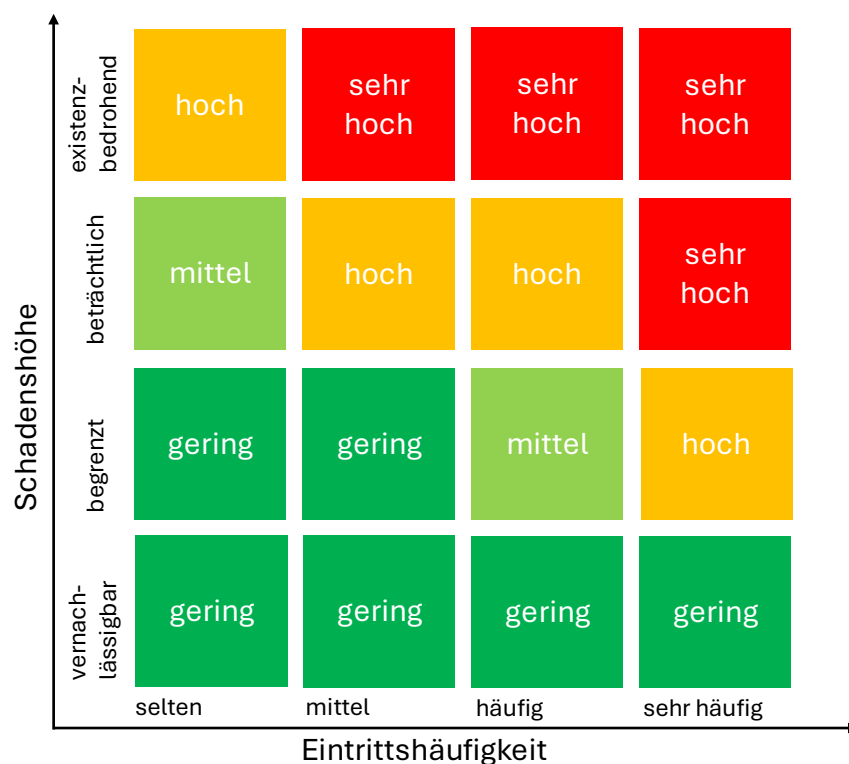 Schadenshöhe
existenz-
bedrohend
hoch
sehr
hoch
sehr
hoch
sehr
hoch
beträchtlich
mittel
hoch
hoch
sehr
hoch
begrenzt
gering
gering
mittel
hoch
vernach-
lässigbar
gering
gering
gering
gering
selten
mittel
häufig
sehr häufig
Eintrittshäufigkeit